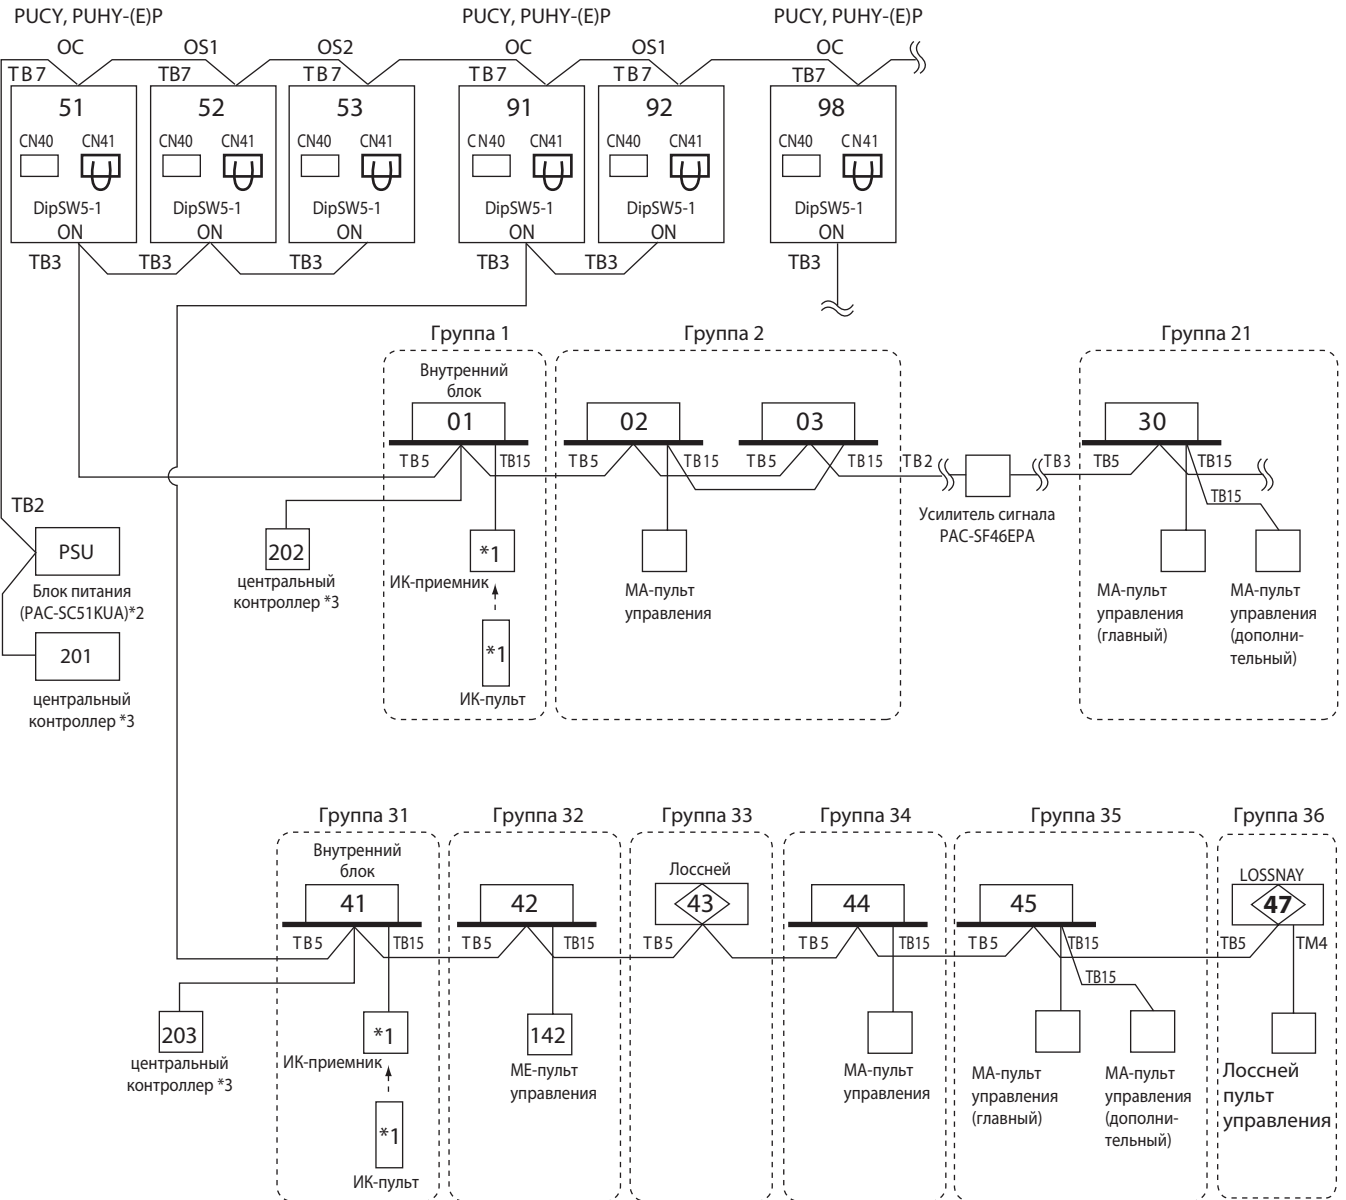 PUCY, PUHY-(E)P PUCY, PUHY-(E)P PUCY, PUHY-(E)P
OC OS1 OS2 OC OS1 OC
TB7 TB7 TB7 TB7 TB7 TB7
51 52 53 91 92 98
CN40 CN41 CN40 CN41 CN40 CN41 CN40 CN41 CN40 CN41 CN40 CN41
DipSW5-1 DipSW5-1 DipSW5-1 DipSW5-1 DipSW5-1 DipSW5-1
ON ON ON ON ON ON
TB3 TB3 TB3 TB3 TB3 TB3
Группа 1 Группа 2 Группа 21
Внутренний
блок
01 02 03 30
TB5 TB15 TB5 TB15 TB5 TB15 TB2 TB3 TB5 TB15
TB15
Усилитель сигнала
PAC-SF46EPA
TB2
PSU
Блок питания
(PAC-SC51KUA)*2
201
центральный
контроллер *3
202
центральный
контроллер *3
*1
ИК-приемник
*1
ИК-пульт
МА-пульт
управления
МА-пульт
управления
(главный)
МА-пульт
управления
(дополни-
тельный)
Группа 31 Группа 32 Группа 33 Группа 34 Группа 35 Группа 36
Внутренний
блок
Лоссней
LOSSNAY
41 42 43 44 45 47
TB5 TB15 TB5 TB15 TB5 TB5 TB15 TB5 TB15 TB5 TM4
TB15
203
центральный
контроллер *3
*1
ИК-приемник
*1
ИК-пульт
142
МЕ-пульт
управления
МА-пульт
управления
МА-пульт
управления
(главный)
МА-пульт
управления
(дополни-
тельный)
Лоссней
пульт
управления